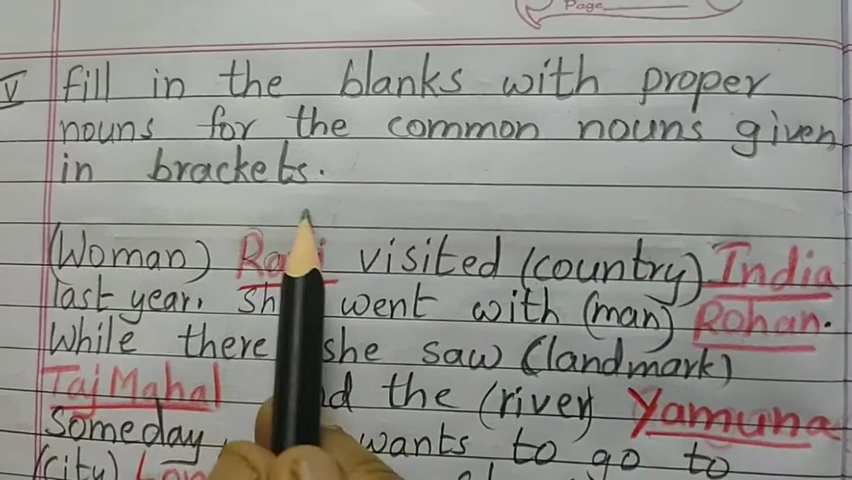 Page
V fill in the blanks with proper
nouns for the common nouns given
in brackets.
(Woman) visited (country) India
last year. went with (man) Rohan.
While there she saw (landmark)
Taj Mahal the (river) Yamuna
Someday wants to go to
(city)